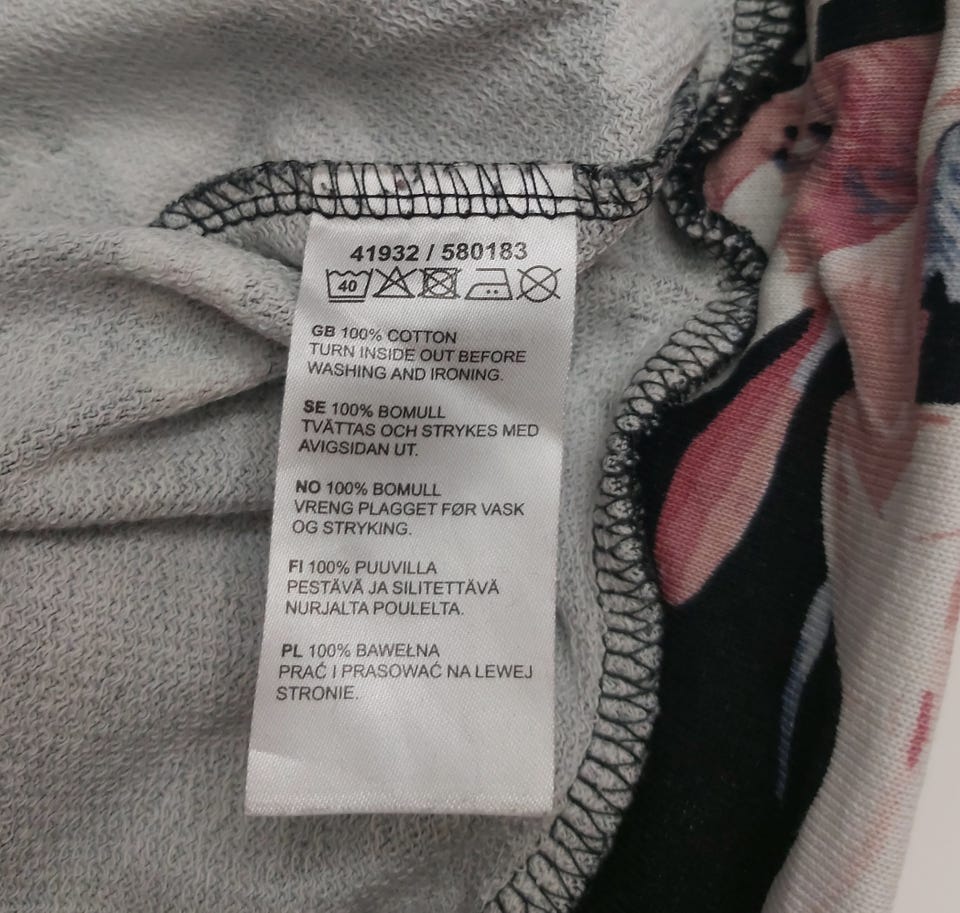 41932 / 580183
40
GB 100% COTTON
TURN INSIDE OUT BEFORE
WASHING AND IRONING.
SE 100% BOMULL
TVÄTTAS OCH STRYKES MED
AVIGSIDAN UT.
NO 100% BOMULL
VRENG PLAGGET FØR VASK
OG STRYKING.
FI 100% PUUVILLA
PESTÄVÄ JA SILITETTÄVÄ
NURJALTA POULELTA.
PL 100% BAWEŁNA
PRAĆ I PRASOWAĆ NA LEWEJ
STRONIE.